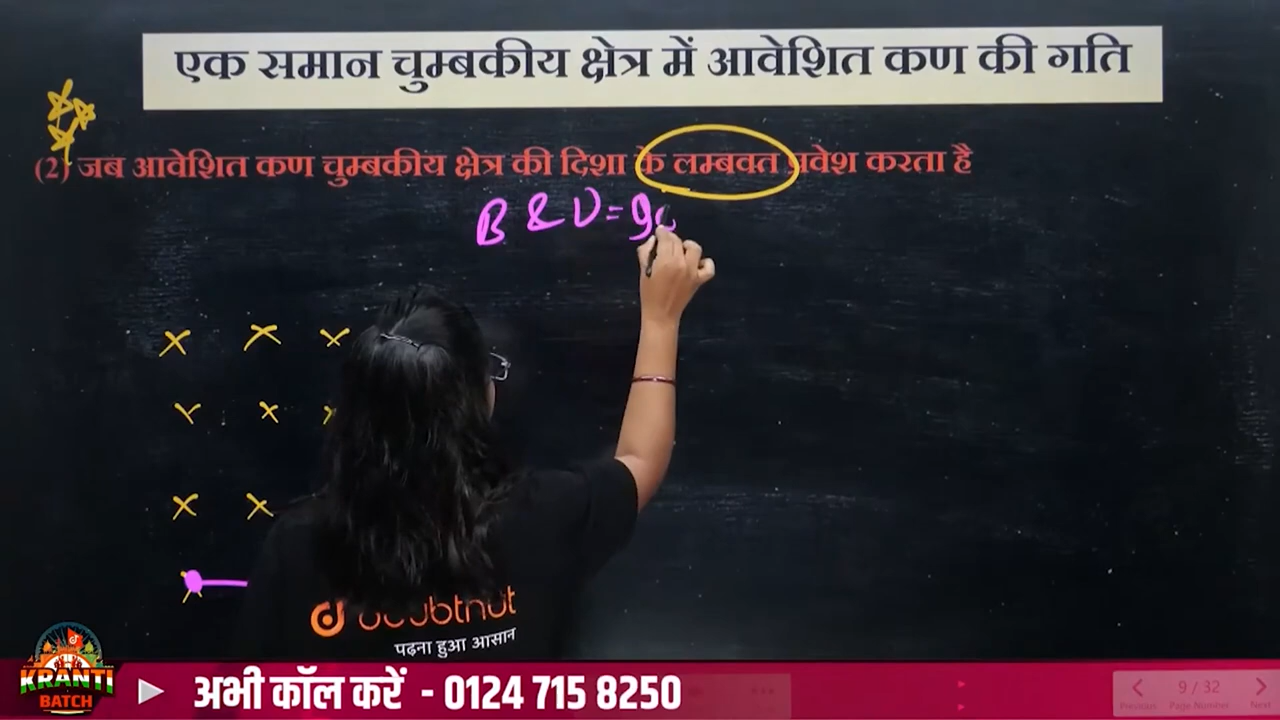 एक समान चुम्बकीय क्षेत्र में आवेशित कण की गति
(2) जब आवेशित कण चुम्बकीय क्षेत्र की दिशा के लम्बवत प्रवेश करता है
B & V = 90
doubtnut
पढ़ना हुआ आसान
KRANTI
BATCH
अभी कॉल करें - 0124 715 8250
9 / 32
Previous Page Number Next